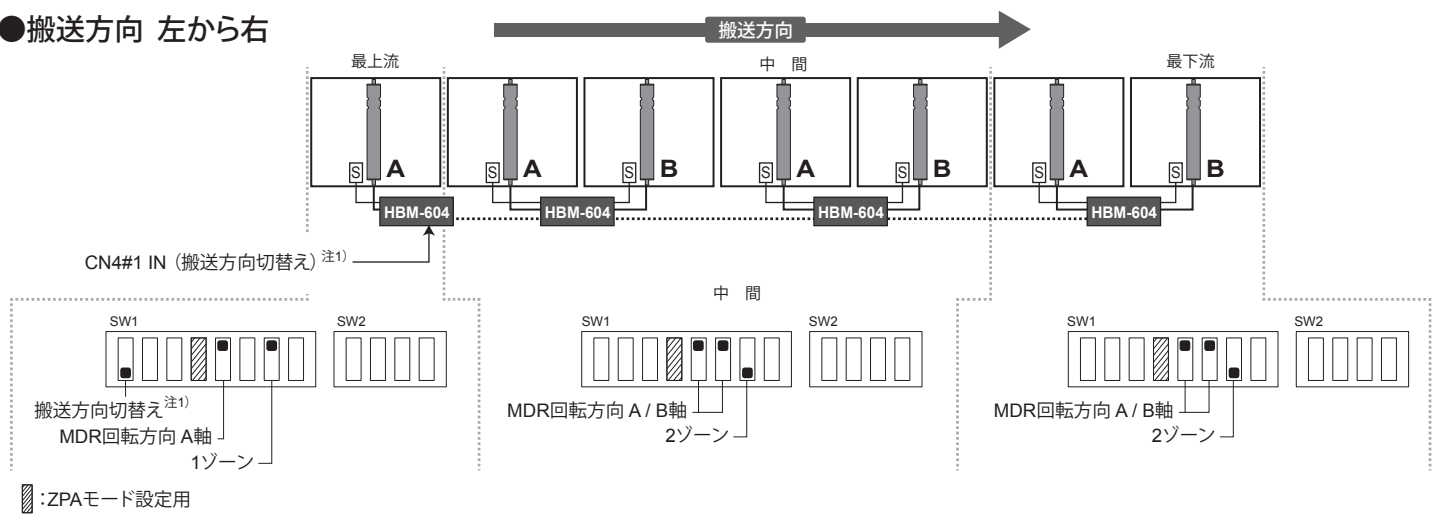 ●搬送方向 左から右
搬送方向
最上流
中 間
最下流
S A S A S B S A S B S A S B
HBM-604 HBM-604 HBM-604 HBM-604
CN4#1 IN（搬送方向切替え）注1)
中 間
SW1 SW2 SW1 SW2 SW1 SW2
搬送方向切替え注1)
MDR回転方向 A軸
1ゾーン
MDR回転方向 A / B軸
2ゾーン
MDR回転方向 A / B軸
2ゾーン
：ZPAモード設定用